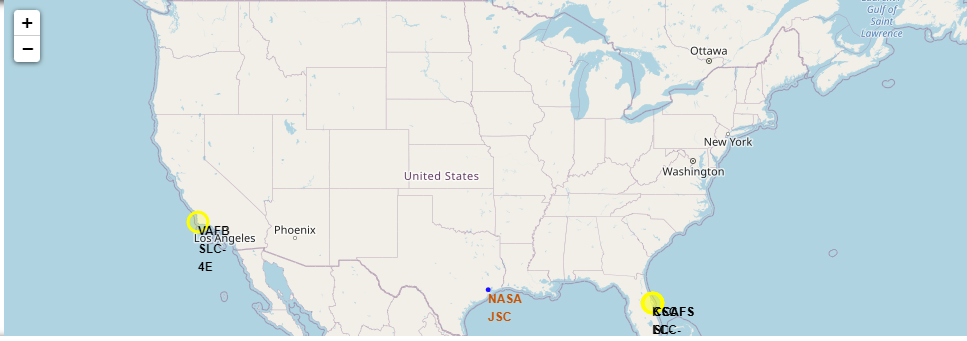 +
−
Gulf of
Saint
Lawrence
Ottawa
New York
Washington
United States
Phoenix
VAFB
Los Angeles
SLC-
4E
NASA
JSC